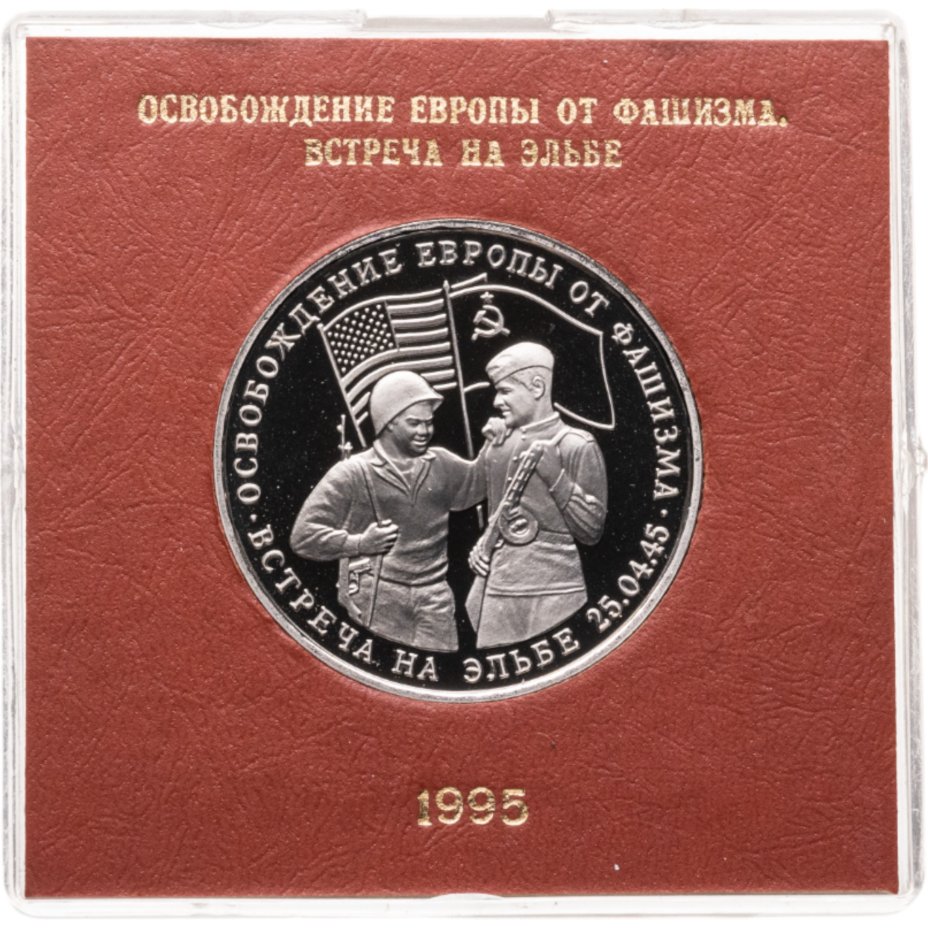 ОСВОБОЖДЕНИЕ ЕВРОПЫ ОТ ФАШИЗМА.
ВСТРЕЧА НА ЭЛЬБЕ
· ОСВОБОЖДЕНИЕ ЕВРОПЫ ОТ ФАШИЗМА ·
ВСТРЕЧА НА ЭЛЬБЕ 25.04.45
1995